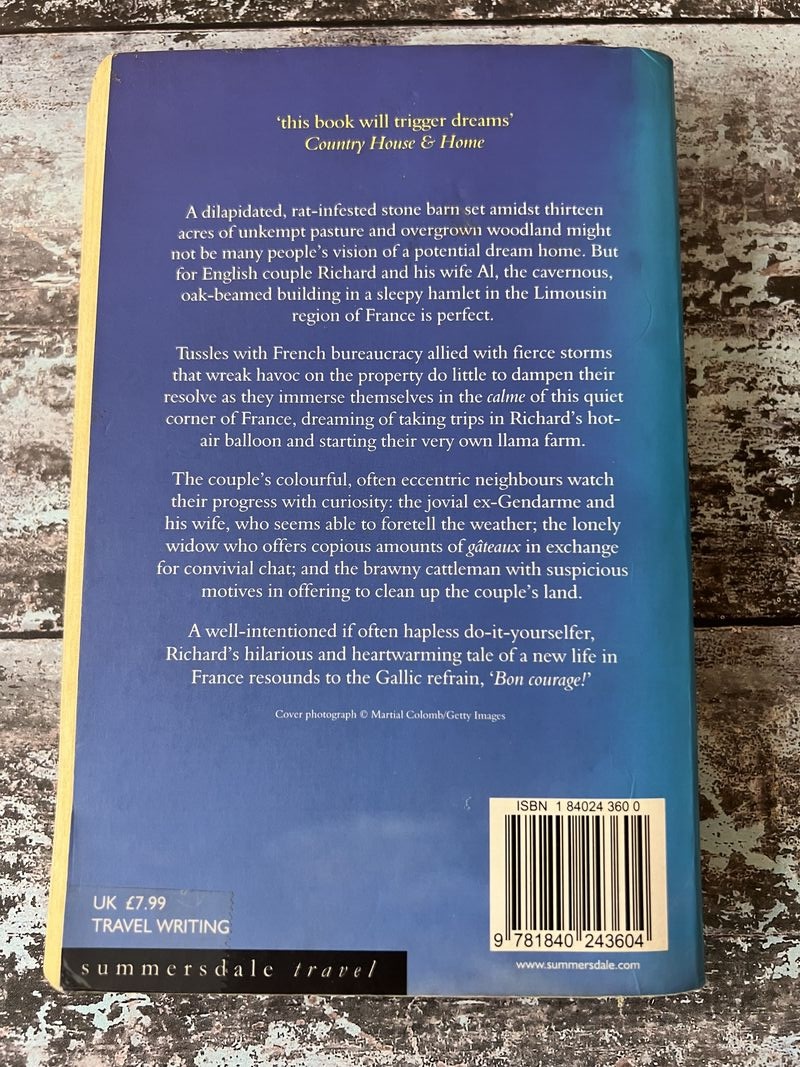 ‘this book will trigger dreams’
Country House & Home
A dilapidated, rat-infested stone barn set amidst thirteen
acres of unkempt pasture and overgrown woodland might
not be many people’s vision of a potential dream home. But
for English couple Richard and his wife Al, the cavernous,
oak-beamed building in a sleepy hamlet in the Limousin
region of France is perfect.
Tussles with French bureaucracy allied with fierce storms
that wreak havoc on the property do little to dampen their
resolve as they immerse themselves in the calme of this quiet
corner of France, dreaming of taking trips in Richard’s hot-
air balloon and starting their very own llama farm.
The couple’s colourful, often eccentric neighbours watch
their progress with curiosity: the jovial ex-Gendarme and
his wife, who seems able to foretell the weather; the lonely
widow who offers copious amounts of gâteaux in exchange
for convivial chat; and the brawny cattleman with suspicious
motives in offering to clean up the couple’s land.
A well-intentioned if often hapless do-it-yourselfer,
Richard’s hilarious and heartwarming tale of a new life in
France resounds to the Gallic refrain, ‘Bon courage!’
Cover photograph © Martial Colomb/Getty Images
ISBN 1 84024 360 0
9 781840 243604
www.summersdale.com
UK £7.99
TRAVEL WRITING
summersdale travel